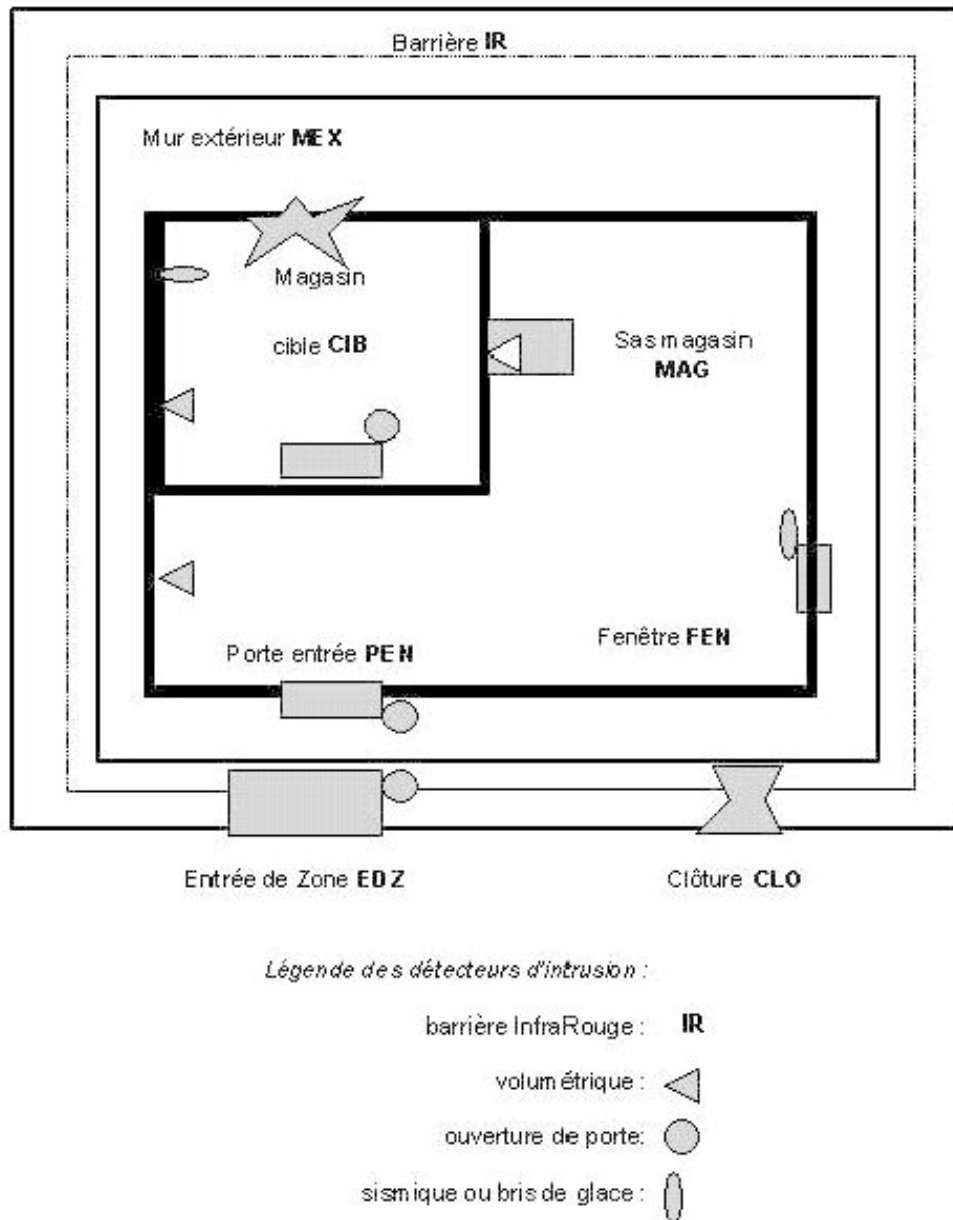 Barrière IR
Mur extérieur MEX
Magasin
cible CIB
Sas magasin
MAG
Fenêtre FEN
Porte entrée PEN
Entrée de Zone EDZ
Clôture CLO
Légende des détecteurs d'intrusion :
barrière InfraRouge : IR
volumétrique :
ouverture de porte:
sismique ou bris de glace :